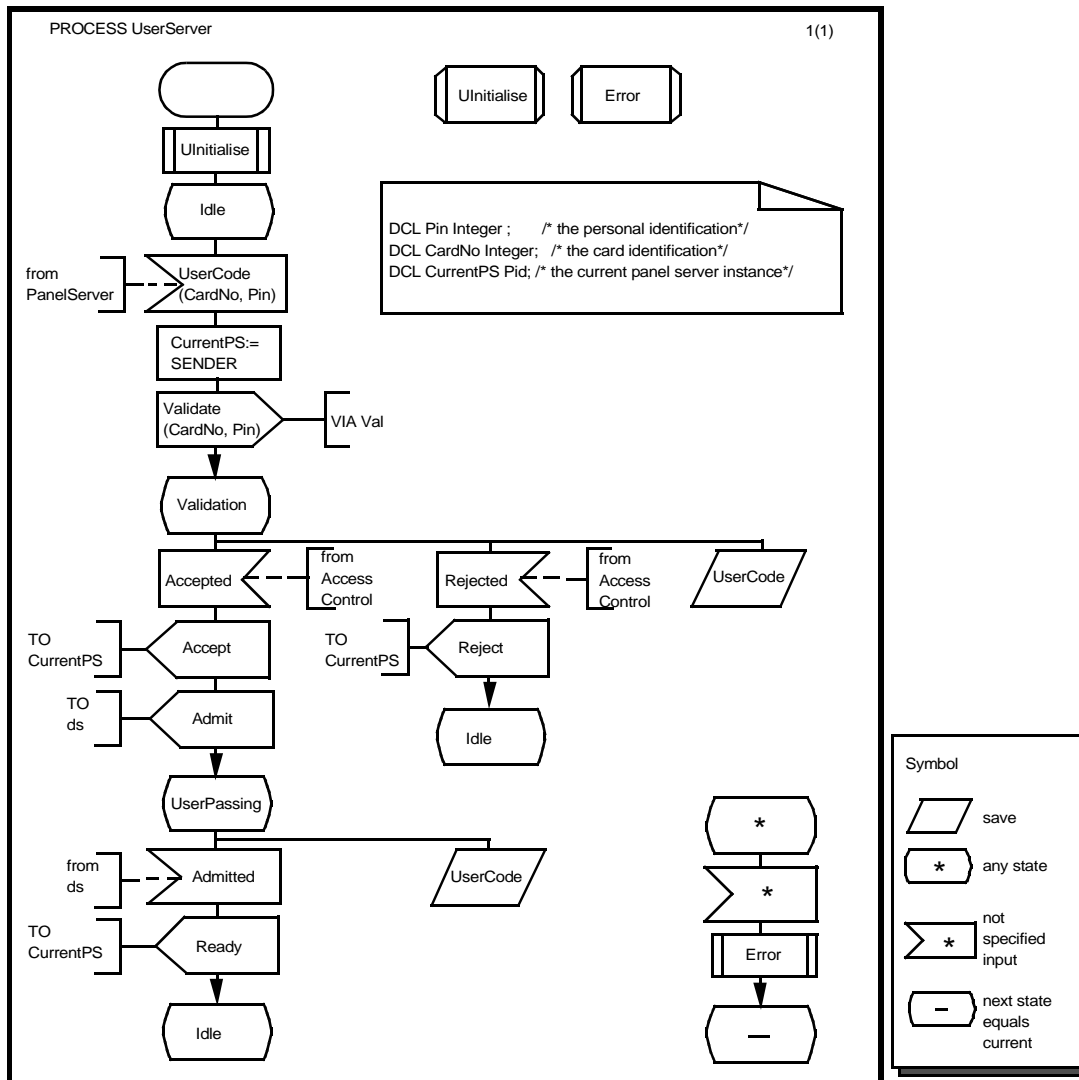 PROCESS UserServer
1(1)
UInitialise
Error
UInitialise
Idle
DCL Pin Integer ; /* the personal identification*/
DCL CardNo Integer; /* the card identification*/
DCL CurrentPS Pid; /* the current panel server instance*/
from
PanelServer
UserCode
(CardNo, Pin)
CurrentPS:=
SENDER
Validate
(CardNo, Pin)
VIA Val
Validation
Accepted
from
Access
Control
Rejected
from
Access
Control
UserCode
TO
CurrentPS
Accept
TO
CurrentPS
Reject
TO
ds
Admit
Idle
UserPassing
*
from
ds
Admitted
UserCode
*
TO
CurrentPS
Ready
Error
Idle
—
Symbol
save
*
any state
*
not
specified
input
–
next state
equals
current